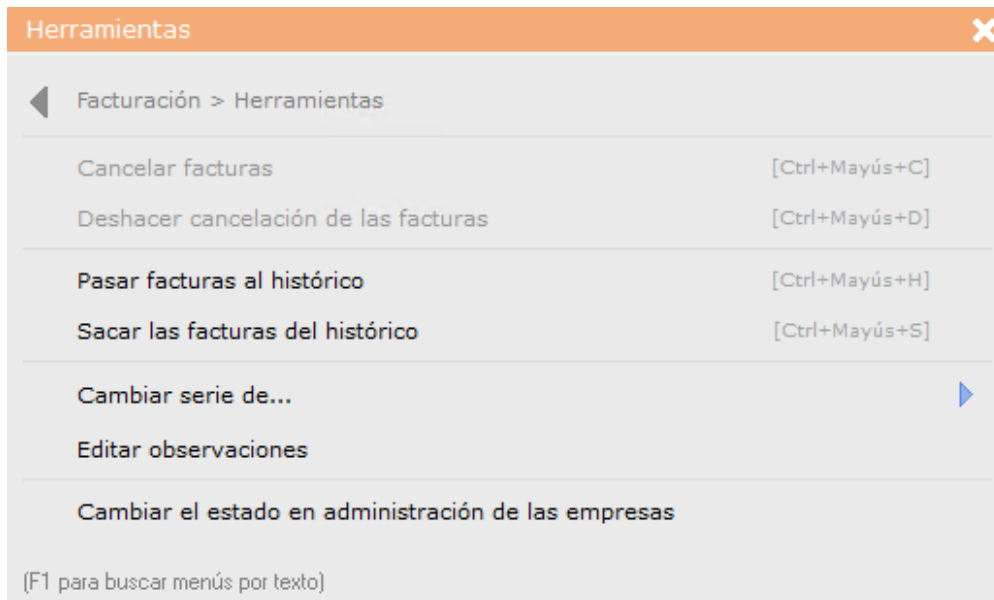 Herramientas
Facturación > Herramientas
Cancelar facturas [Ctrl+Mayús+C]
Deshacer cancelación de las facturas [Ctrl+Mayús+D]
Pasar facturas al histórico [Ctrl+Mayús+H]
Sacar las facturas del histórico [Ctrl+Mayús+S]
Cambiar serie de...
Editar observaciones
Cambiar el estado en administración de las empresas
(F1 para buscar menús por texto)